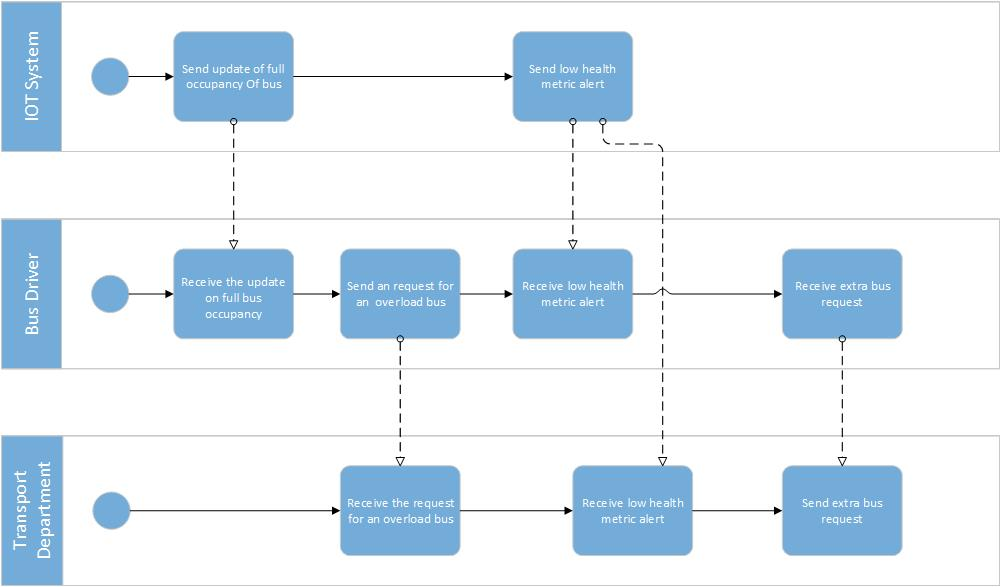 IOT System
Send update of full
occupancy Of bus
Send low health
metric alert
Bus Driver
Receive the update
on full bus
occupancy
Send an request for
an overload bus
Receive low health
metric alert
Receive extra bus
request
Transport
Department
Receive the request
for an overload bus
Receive low health
metric alert
Send extra bus
request